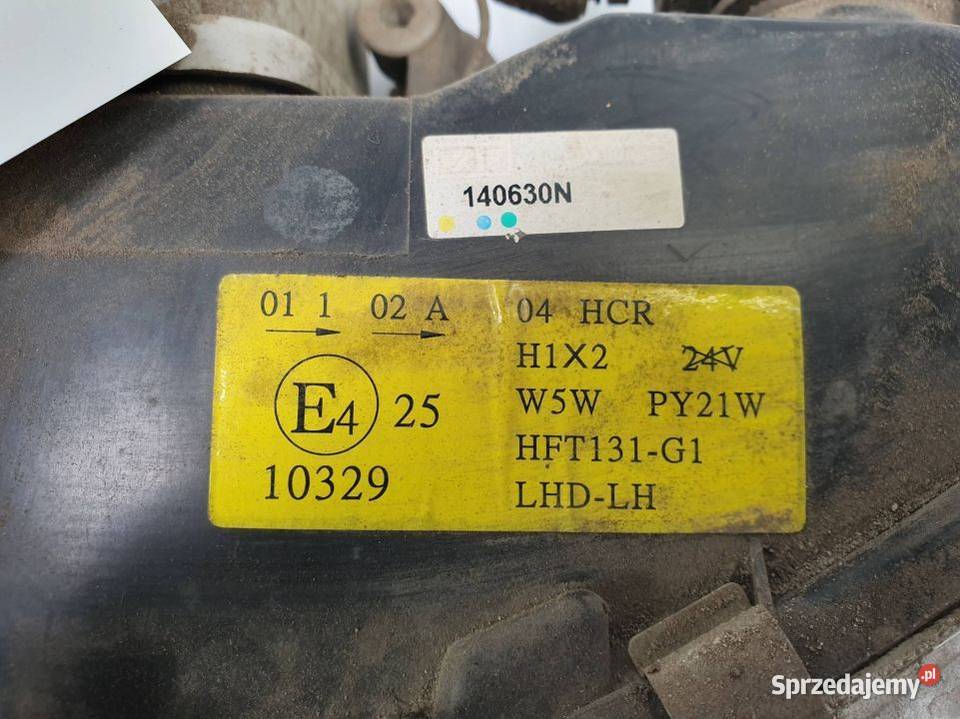 140630N
01 1 02 A 04 HCR
H1X2 24V
E4 25 W5W PY21W
HFT131-G1
10329 LHD-LH
Sprzedajemy.pl